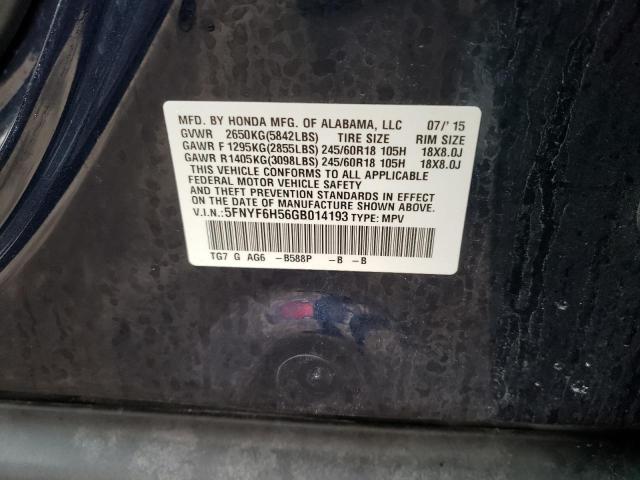 MFD. BY HONDA MFG. OF ALABAMA, LLC 07/'15
GVWR 2650KG(5842LBS) TIRE SIZE RIM SIZE
GAWR F 1295KG(2855LBS) 245/60R18 105H 18X8.0J
GAWR R 1405KG(3098LBS) 245/60R18 105H 18X8.0J
THIS VEHICLE CONFORMS TO ALL APPLICABLE
FEDERAL MOTOR VEHICLE SAFETY
AND THEFT PREVENTION STANDARDS IN EFFECT
ON THE DATE OF MANUFACTURE SHOWN ABOVE.
V.I.N.: 5FNYF6H56GB014193 TYPE: MPV
TG7 G AG6 -B588P -B -B